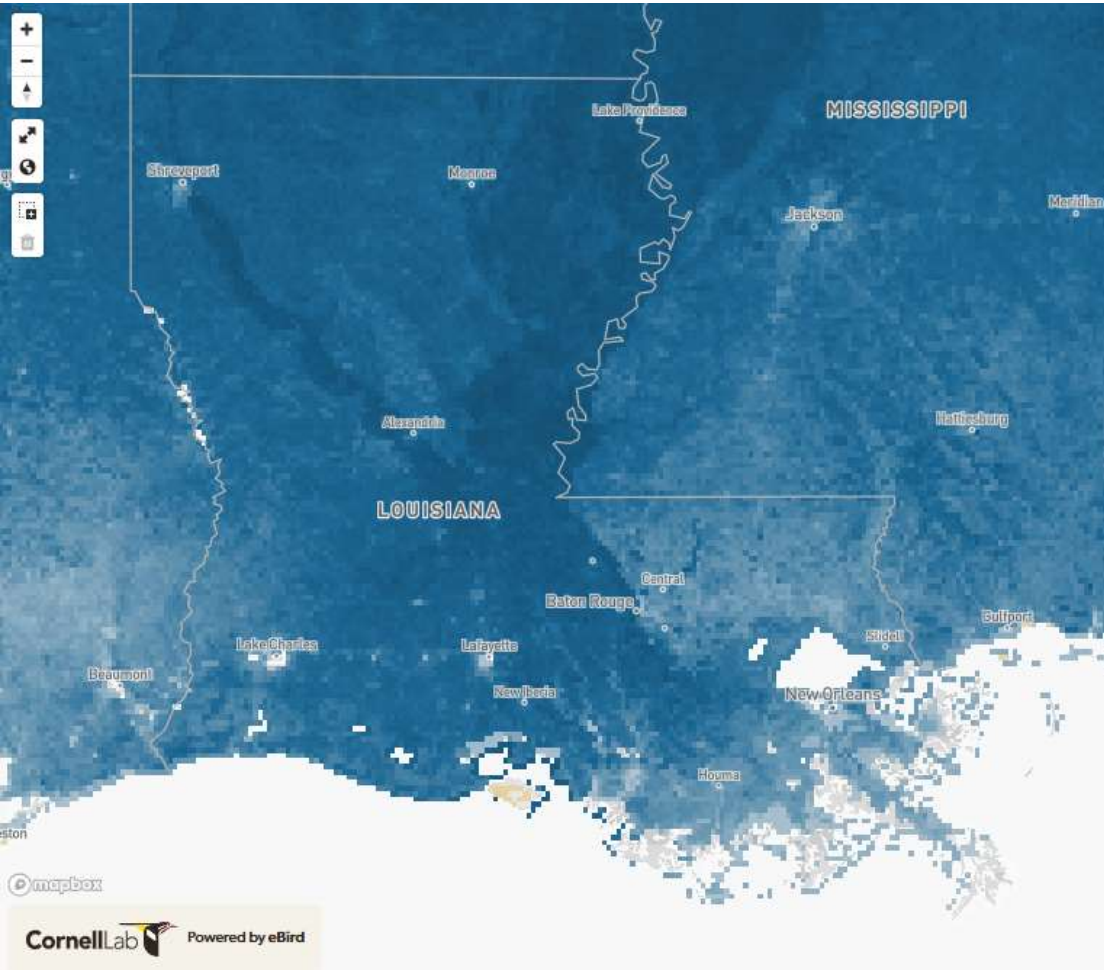 MISSISSIPPI
Lake Providence
Shreveport
Monroe
Meridian
Jackson
Alexandria
Hattiesburg
LOUISIANA
Central
Baton Rouge
Gulfport
Slidell
Lake Charles
Lafayette
Beaumont
New Iberia
New Orleans
Houma
eston
mapbox
CornellLab Powered by eBird